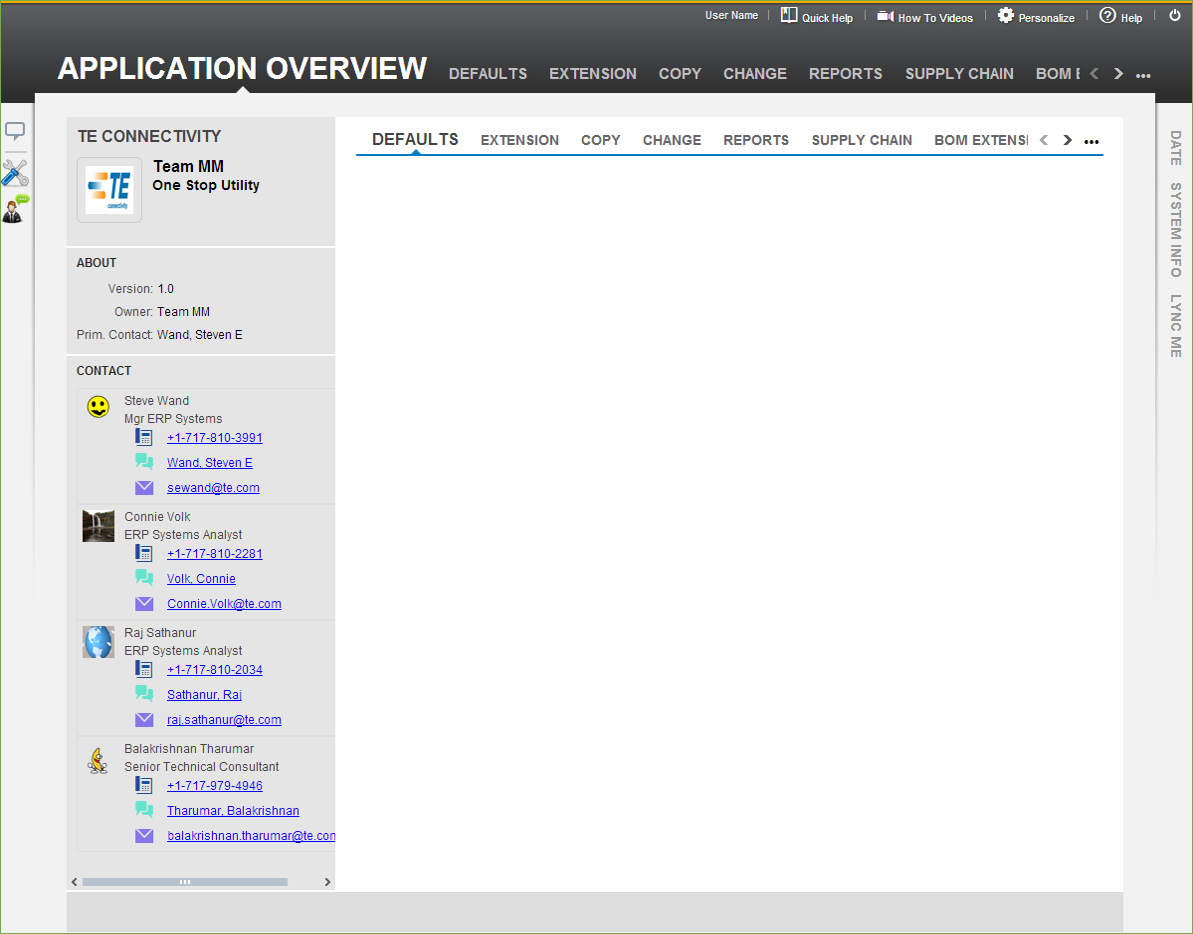 User Name Quick Help How To Videos Personalize Help
APPLICATION OVERVIEW DEFAULTS EXTENSION COPY CHANGE REPORTS SUPPLY CHAIN BOM E
TE CONNECTIVITY
Team MM
One Stop Utility
TE
connectivity
ABOUT
Version: 1.0
Owner: Team MM
Prim. Contact: Wand, Steven E
CONTACT
Steve Wand
Mgr ERP Systems
+1-717-810-3991
Wand, Steven E
sewand@te.com
Connie Volk
ERP Systems Analyst
+1-717-810-2281
Volk, Connie
Connie.Volk@te.com
Raj Sathanur
ERP Systems Analyst
+1-717-810-2034
Sathanur, Raj
raj.sathanur@te.com
Balakrishnan Tharumar
Senior Technical Consultant
+1-717-979-4946
Tharumar, Balakrishnan
balakrishnan.tharumar@te.com
DEFAULTS EXTENSION COPY CHANGE REPORTS SUPPLY CHAIN BOM EXTENSI
DATE
SYSTEM INFO
LYNC ME